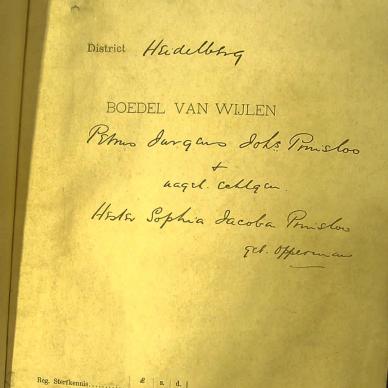 District Heidelberg
BOEDEL VAN WIJLEN
Petrus Jurgens Johs Prinsloo
+
nagel. echtgen.
Hester Sophia Jacoba Prinsloo
geb. Opperman
Reg. Sterfkennis......... £ s. d.